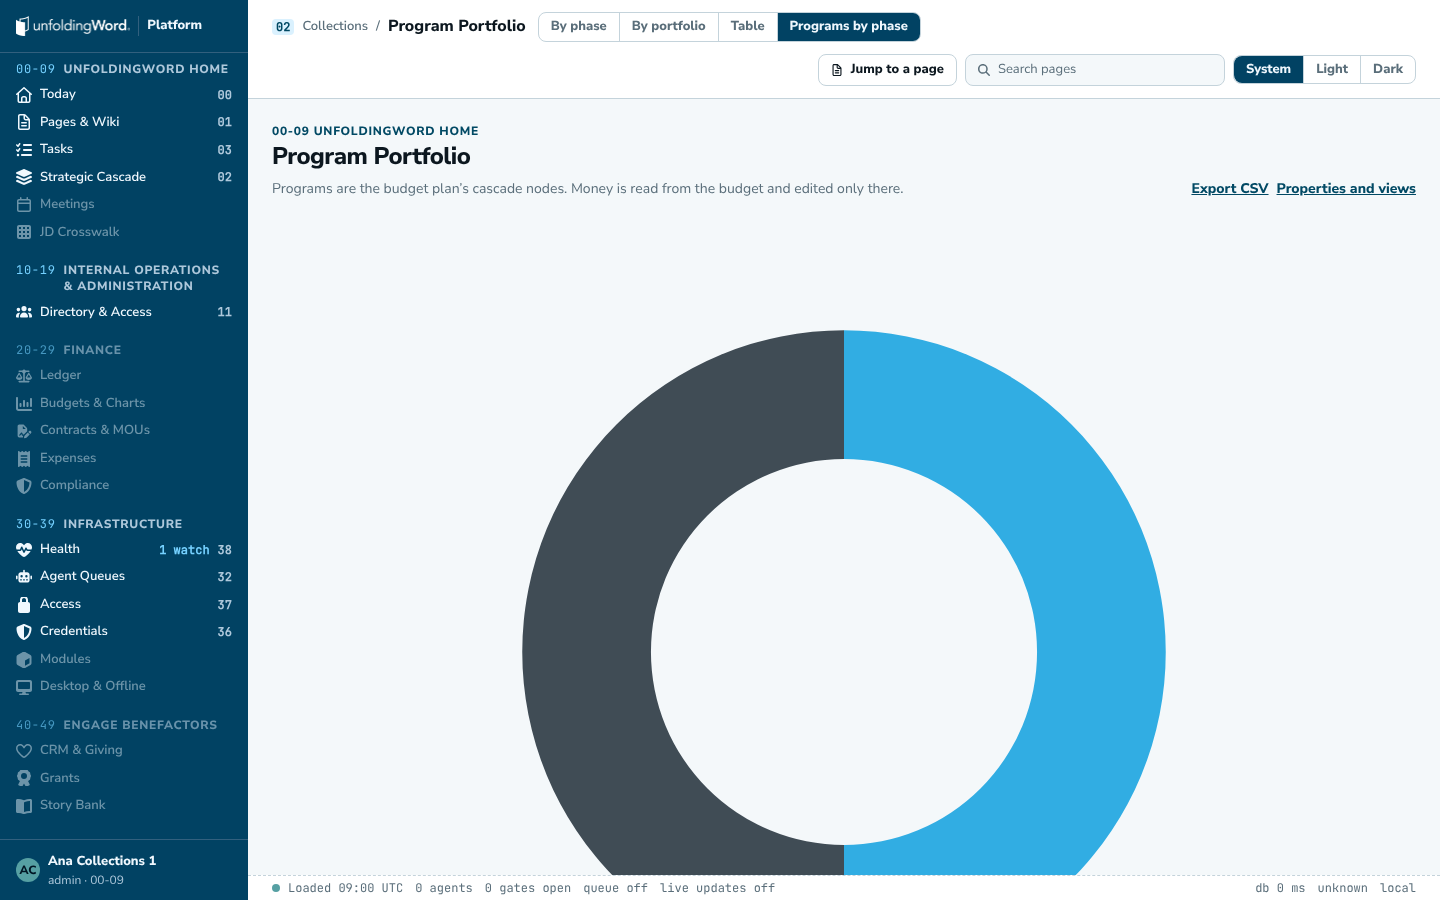 unfoldingWord® Platform
00-09 UNFOLDINGWORD HOME
Today 00
Pages & Wiki 01
Tasks 03
Strategic Cascade 02
Meetings
JD Crosswalk
10-19 INTERNAL OPERATIONS
& ADMINISTRATION
Directory & Access 11
20-29 FINANCE
Ledger
Budgets & Charts
Contracts & MOUs
Expenses
Compliance
30-39 INFRASTRUCTURE
Health 1 watch 38
Agent Queues 32
Access 37
Credentials 36
Modules
Desktop & Offline
40-49 ENGAGE BENEFACTORS
CRM & Giving
Grants
Story Bank
AC Ana Collections 1
admin · 00-09
02 Collections / Program Portfolio By phase By portfolio Table Programs by phase
Jump to a page Search pages System Light Dark
00-09 UNFOLDINGWORD HOME
Program Portfolio
Programs are the budget plan's cascade nodes. Money is read from the budget and edited only there. Export CSV Properties and views
Loaded 09:00 UTC 0 agents 0 gates open queue off live updates off db 0 ms unknown local